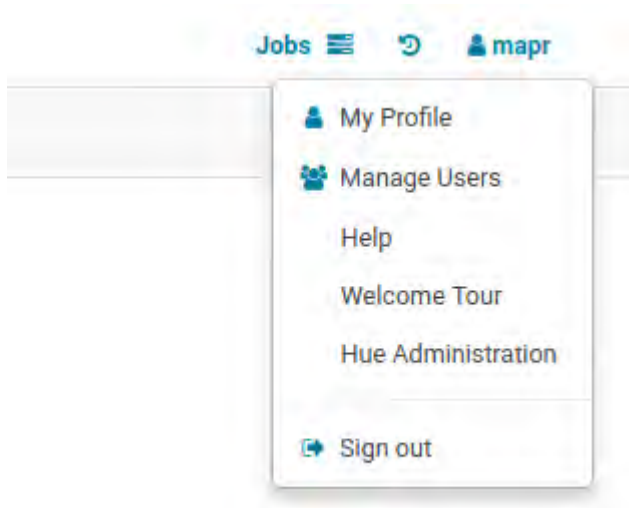 Jobs mapr
My Profile
Manage Users
Help
Welcome Tour
Hue Administration
Sign out